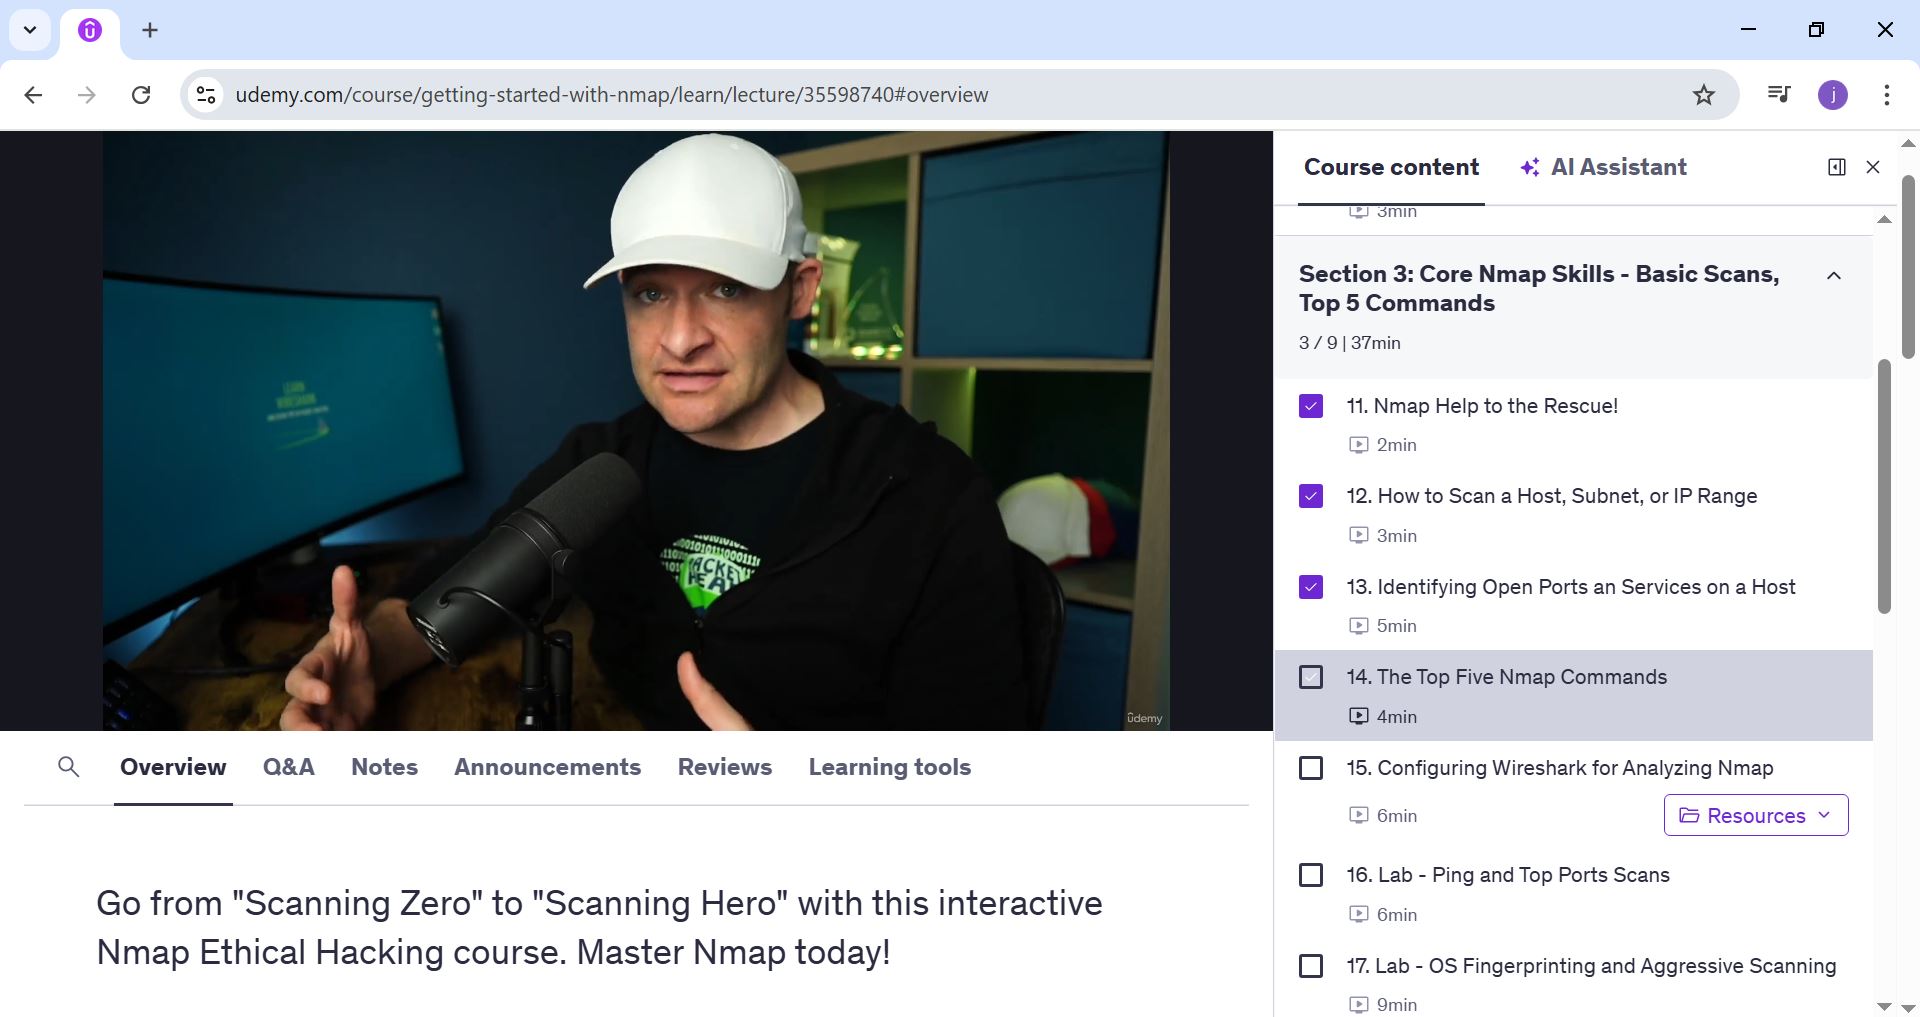 udemy.com/course/getting-started-with-nmap/learn/lecture/35598740#overview
j
LEARN
WIRESHARK
udemy
Overview
Q&A
Notes
Announcements
Reviews
Learning tools
Go from "Scanning Zero" to "Scanning Hero" with this interactive
Nmap Ethical Hacking course. Master Nmap today!
Course content
AI Assistant
3min
Section 3: Core Nmap Skills - Basic Scans,
Top 5 Commands
3 / 9 | 37min
11. Nmap Help to the Rescue!
2min
12. How to Scan a Host, Subnet, or IP Range
3min
13. Identifying Open Ports an Services on a Host
5min
14. The Top Five Nmap Commands
4min
15. Configuring Wireshark for Analyzing Nmap
6min
Resources
16. Lab - Ping and Top Ports Scans
6min
17. Lab - OS Fingerprinting and Aggressive Scanning
9min